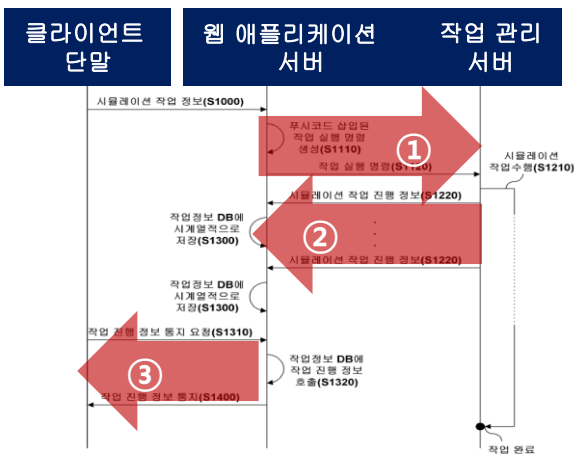 클라이언트
단말
웹 애플리케이션
서버
작업 관리
서버
시뮬레이션 작업 정보(S1000)
푸시코드 삽입된
작업 실행 명령
생성(S1110)
①
작업 실행 명령(S1120)
시뮬레이션
작업수행(S1210)
시뮬레이션 작업 진행 정보(S1220)
작업정보 DB에
시계열적으로
저장(S1300)
②
시뮬레이션 작업 진행 정보(S1220)
작업정보 DB에
시계열적으로
저장(S1300)
작업 진행 정보 통지 요청(S1310)
③
작업정보 DB에
작업 진행 정보
호출(S1320)
작업 진행 정보 통지(S1400)
작업 완료